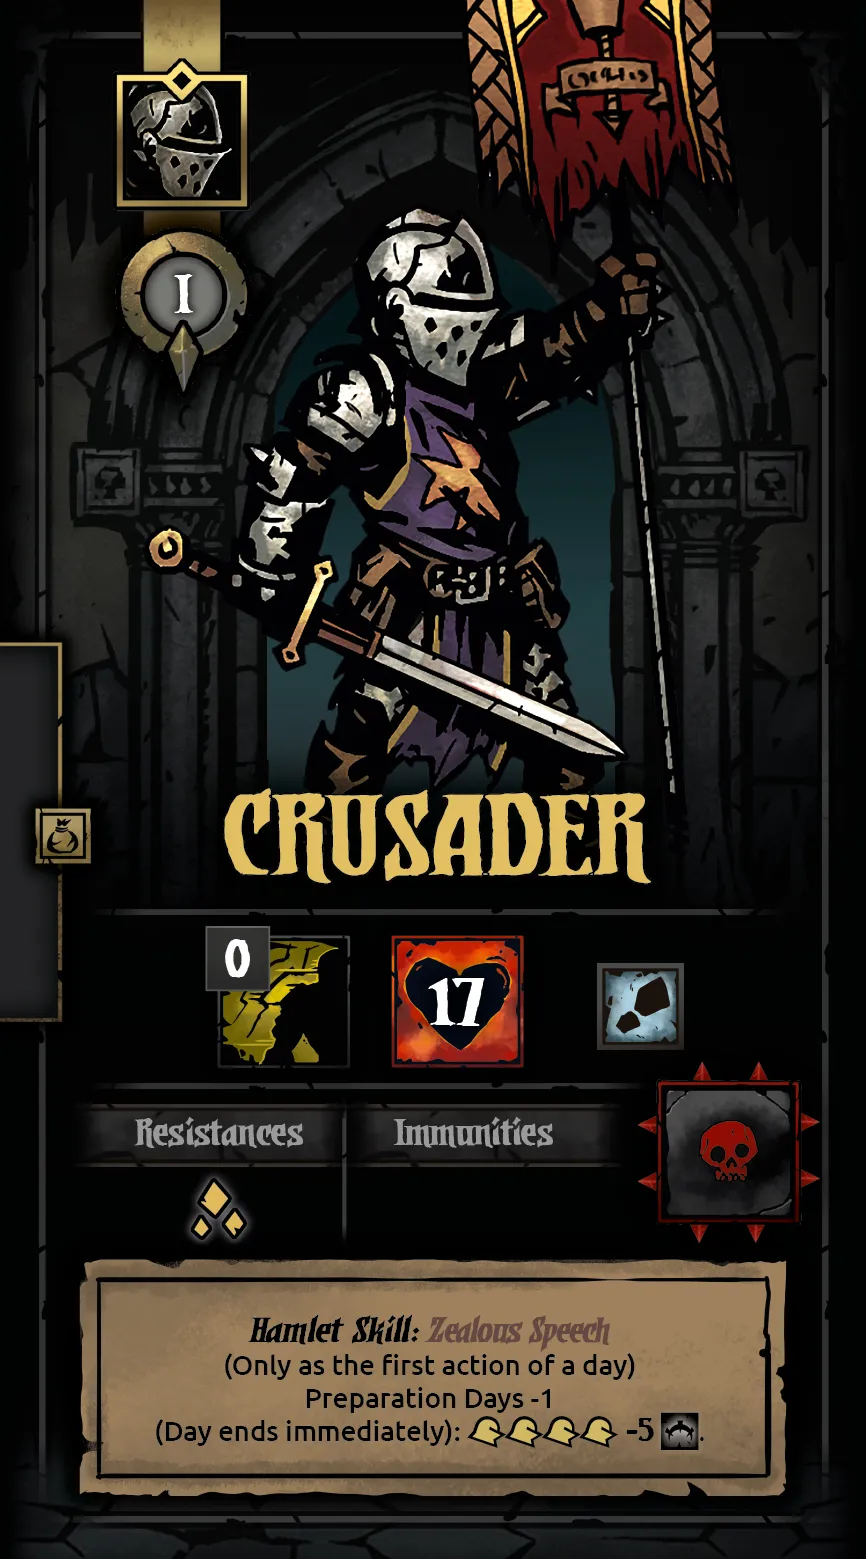 I
CRUSADER
0
17
Resistances
Immunities
Hamlet Skill: Zealous Speech
(Only as the first action of a day)
Preparation Days -1
(Day ends immediately): -5 .